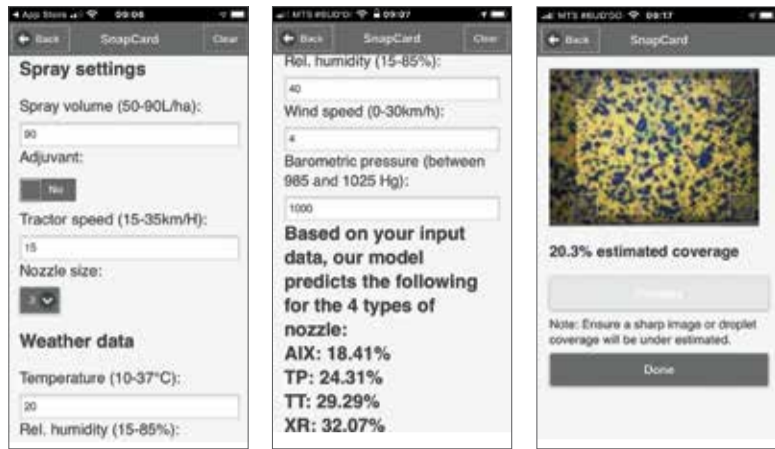 App Store
09:06
Back
SnapCard
Clear
Spray settings
Spray volume (50-90L/ha):
90
Adjuvant:
No
Tractor speed (15-35km/H):
15
Nozzle size:
3
Weather data
Temperature (10-37°C):
20
Rel. humidity (15-85%):
09:07
Back
SnapCard
Clear
Rel. humidity (15-85%):
40
Wind speed (0-30km/h):
4
Barometric pressure (between
985 and 1025 Hg):
1000
Based on your input
data, our model
predicts the following
for the 4 types of
nozzle:
AIX: 18.41%
TP: 24.31%
TT: 29.29%
XR: 32.07%
09:17
Back
SnapCard
20.3% estimated coverage
Note: Ensure a sharp image or droplet
coverage will be under estimated.
Done